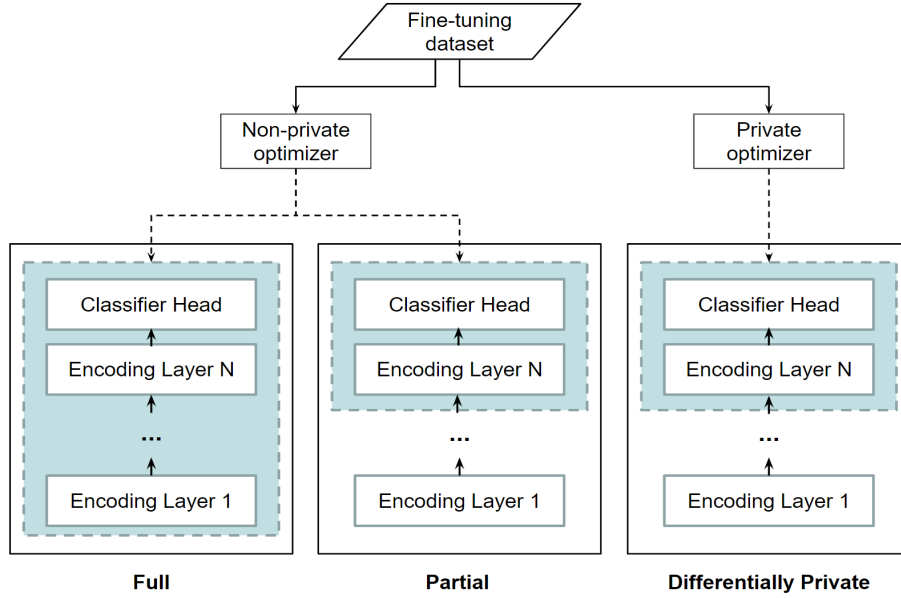 Fine-tuning
dataset
Non-private
optimizer
Private
optimizer
Classifier Head
Encoding Layer N
...
Encoding Layer 1
Full
Classifier Head
Encoding Layer N
...
Encoding Layer 1
Partial
Classifier Head
Encoding Layer N
...
Encoding Layer 1
Differentially Private